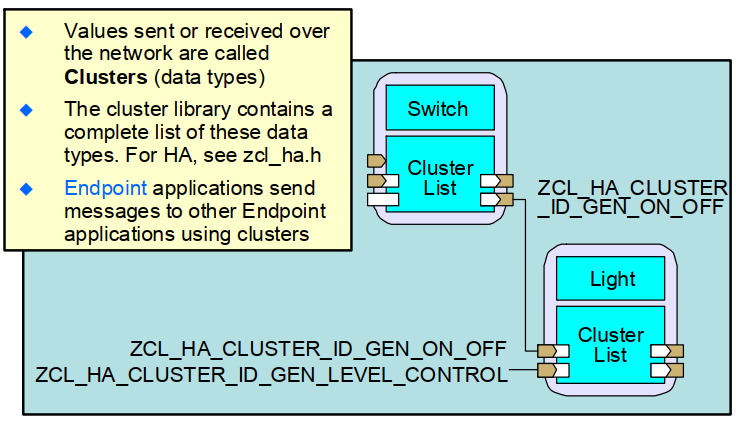 Values sent or received over
the network are called
Clusters (data types)
The cluster library contains a
complete list of these data
types. For HA, see zcl_ha.h
Endpoint applications send
messages to other Endpoint
applications using clusters
Switch
Cluster
List
ZCL_HA_CLUSTER
_ID_GEN_ON_OFF
Light
Cluster
List
ZCL_HA_CLUSTER_ID_GEN_ON_OFF
ZCL_HA_CLUSTER_ID_GEN_LEVEL_CONTROL